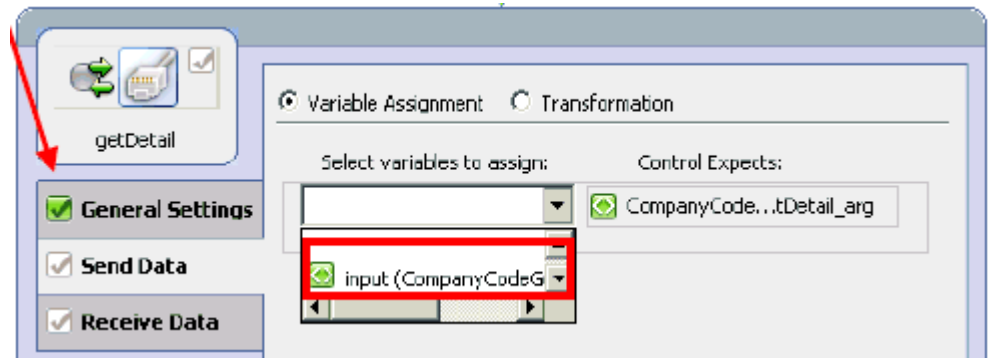 Variable Assignment Transformation
getDetail
Select variables to assign: Control Expects:
General Settings
CompanyCode...tDetail_arg
Send Data
input (CompanyCodeG
Receive Data